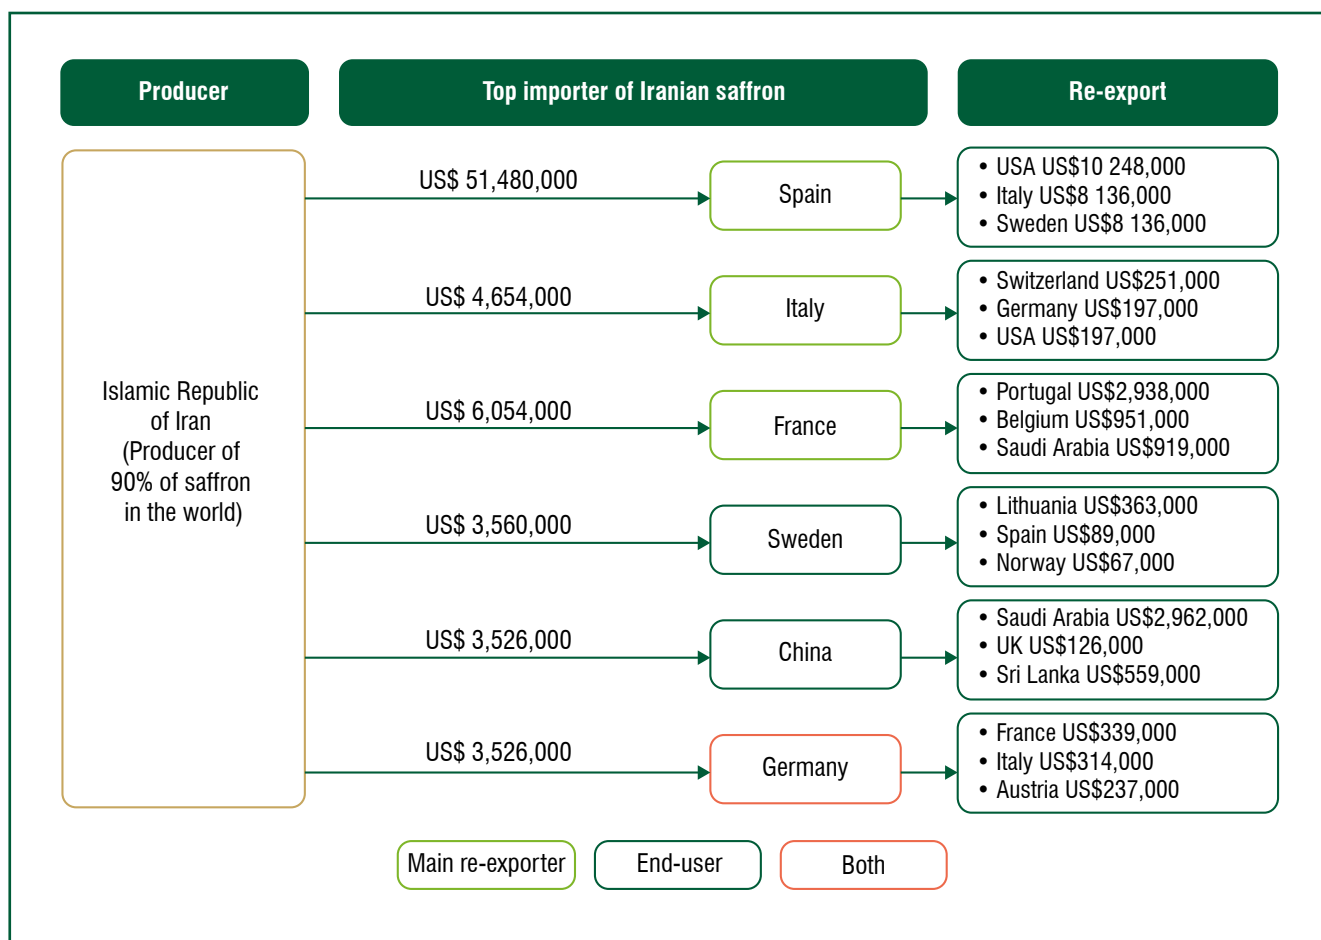 Producer
Top importer of Iranian saffron
Re-export
Islamic Republic
of Iran
(Producer of
90% of saffron
in the world)
US$ 51,480,000
Spain
• USA US$10 248,000
• Italy US$8 136,000
• Sweden US$8 136,000
US$ 4,654,000
Italy
• Switzerland US$251,000
• Germany US$197,000
• USA US$197,000
US$ 6,054,000
France
• Portugal US$2,938,000
• Belgium US$951,000
• Saudi Arabia US$919,000
US$ 3,560,000
Sweden
• Lithuania US$363,000
• Spain US$89,000
• Norway US$67,000
US$ 3,526,000
China
• Saudi Arabia US$2,962,000
• UK US$126,000
• Sri Lanka US$559,000
US$ 3,526,000
Germany
• France US$339,000
• Italy US$314,000
• Austria US$237,000
Main re-exporter
End-user
Both